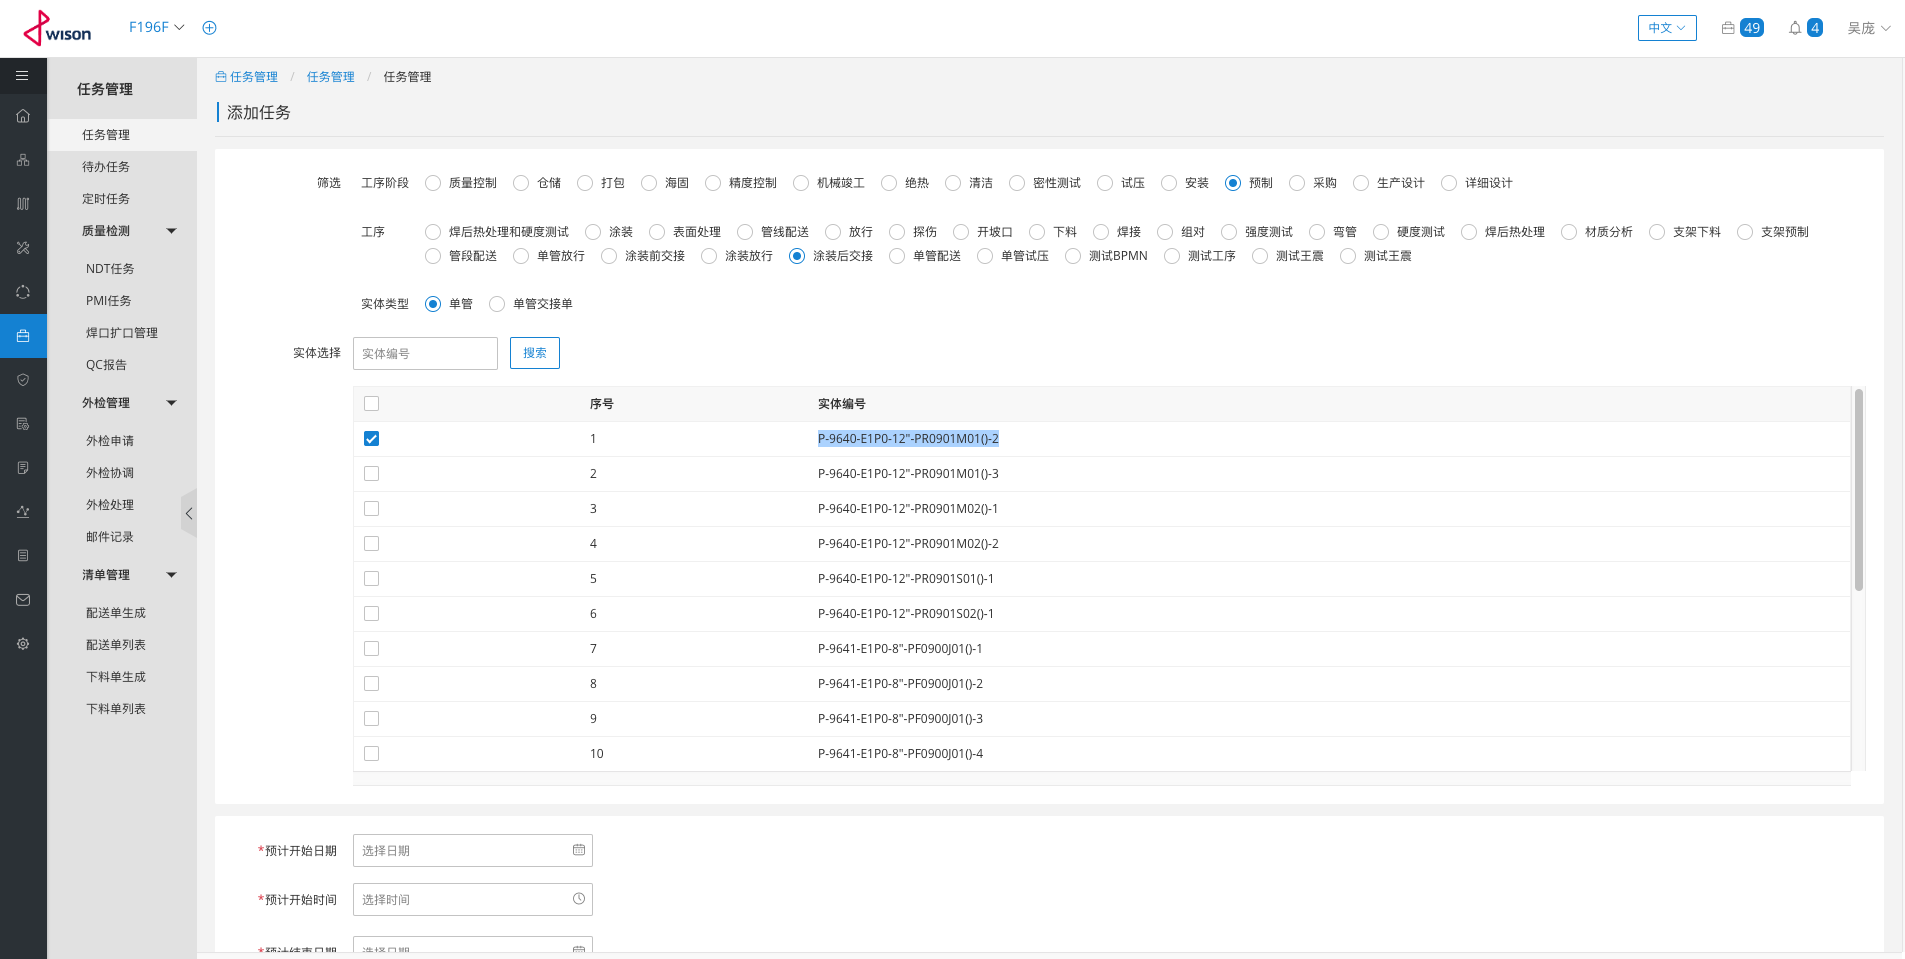 wison
F196F
中文
49
4
吴庞
任务管理
任务管理 / 任务管理 / 任务管理
添加任务
任务管理
待办任务
定时任务
质量检测
NDT任务
PMI任务
焊口扩口管理
QC报告
外检管理
外检申请
外检协调
外检处理
邮件记录
清单管理
配送单生成
配送单列表
下料单生成
下料单列表
筛选 工序阶段 质量控制 仓储 打包 海固 精度控制 机械竣工 绝热 清洁 密性测试 试压 安装 预制 采购 生产设计 详细设计
工序 焊后热处理和硬度测试 涂装 表面处理 管线配送 放行 探伤 开坡口 下料 焊接 组对 强度测试 弯管 硬度测试 焊后热处理 材质分析 支架下料 支架预制
管段配送 单管放行 涂装前交接 涂装放行 涂装后交接 单管配送 单管试压 测试BPMN 测试工序 测试王震 测试王震
实体类型 单管 单管交接单
实体选择 实体编号 搜索
序号 实体编号
1 P-9640-E1P0-12"-PR0901M01()-2
2 P-9640-E1P0-12"-PR0901M01()-3
3 P-9640-E1P0-12"-PR0901M02()-1
4 P-9640-E1P0-12"-PR0901M02()-2
5 P-9640-E1P0-12"-PR0901S01()-1
6 P-9640-E1P0-12"-PR0901S02()-1
7 P-9641-E1P0-8"-PF0900J01()-1
8 P-9641-E1P0-8"-PF0900J01()-2
9 P-9641-E1P0-8"-PF0900J01()-3
10 P-9641-E1P0-8"-PF0900J01()-4
*预计开始日期 选择日期
*预计开始时间 选择时间
*预计结束日期 选择日期